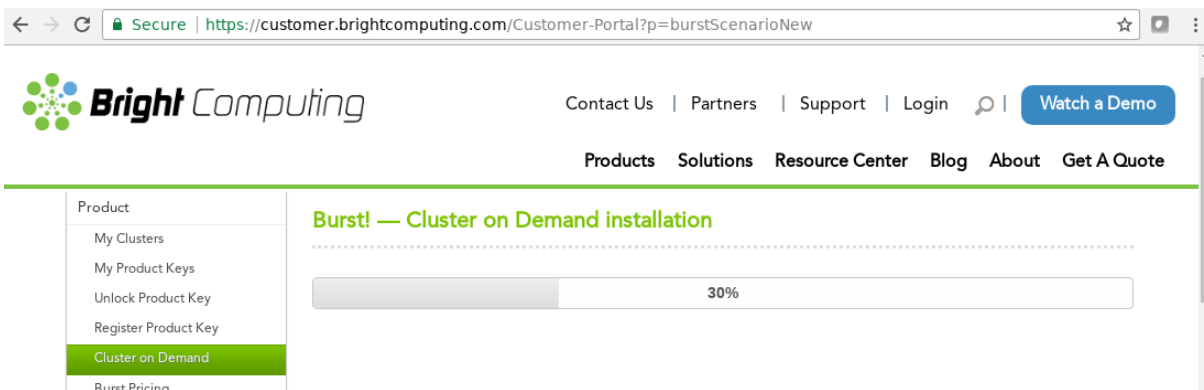 Secure | https://customer.brightcomputing.com/Customer-Portal?p=burstScenarioNew
Bright Computing
Contact Us | Partners | Support | Login | Watch a Demo
Products Solutions Resource Center Blog About Get A Quote
Product
My Clusters
My Product Keys
Unlock Product Key
Register Product Key
Cluster on Demand
Burst Pricing
Burst! — Cluster on Demand installation
30%